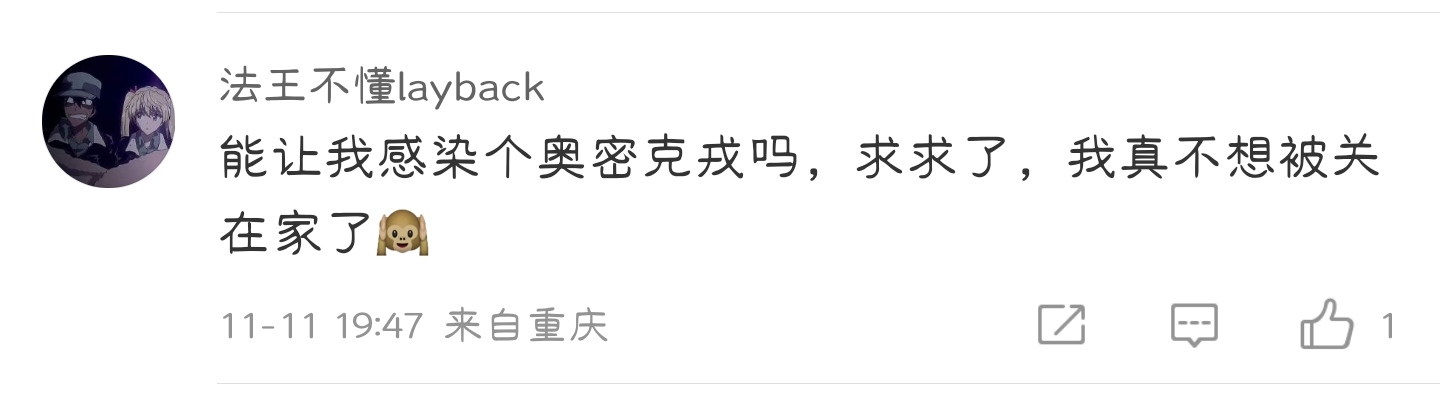 法王不懂layback
能让我感染个奥密克戎吗，求求了，我真不想被关
在家了🙉
11-11 19:47 来自重庆
1